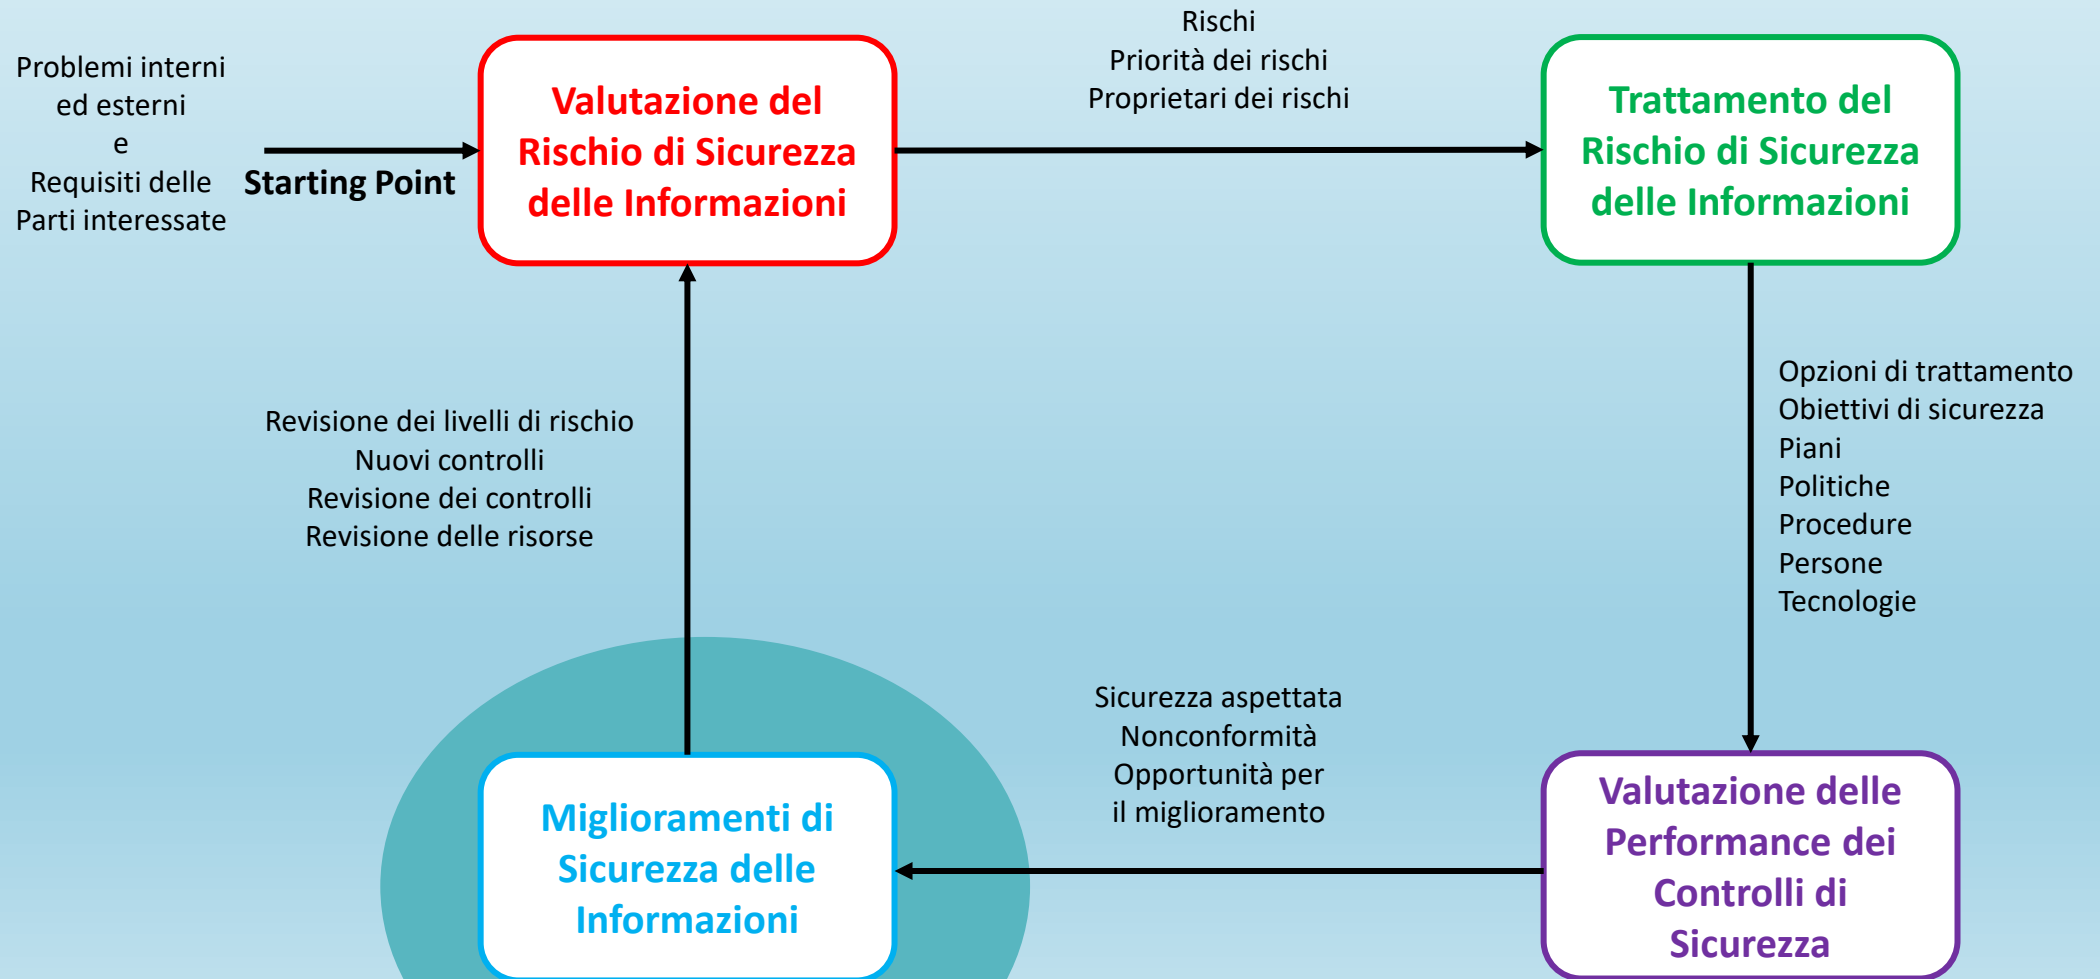 Problemi interni
ed esterni
e
Requisiti delle
Parti interessate
Starting Point
Valutazione del
Rischio di Sicurezza
delle Informazioni
Rischi
Priorità dei rischi
Proprietari dei rischi
Trattamento del
Rischio di Sicurezza
delle Informazioni
Opzioni di trattamento
Obiettivi di sicurezza
Piani
Politiche
Procedure
Persone
Tecnologie
Valutazione delle
Performance dei
Controlli di
Sicurezza
Sicurezza aspettata
Nonconformità
Opportunità per
il miglioramento
Miglioramenti di
Sicurezza delle
Informazioni
Revisione dei livelli di rischio
Nuovi controlli
Revisione dei controlli
Revisione delle risorse